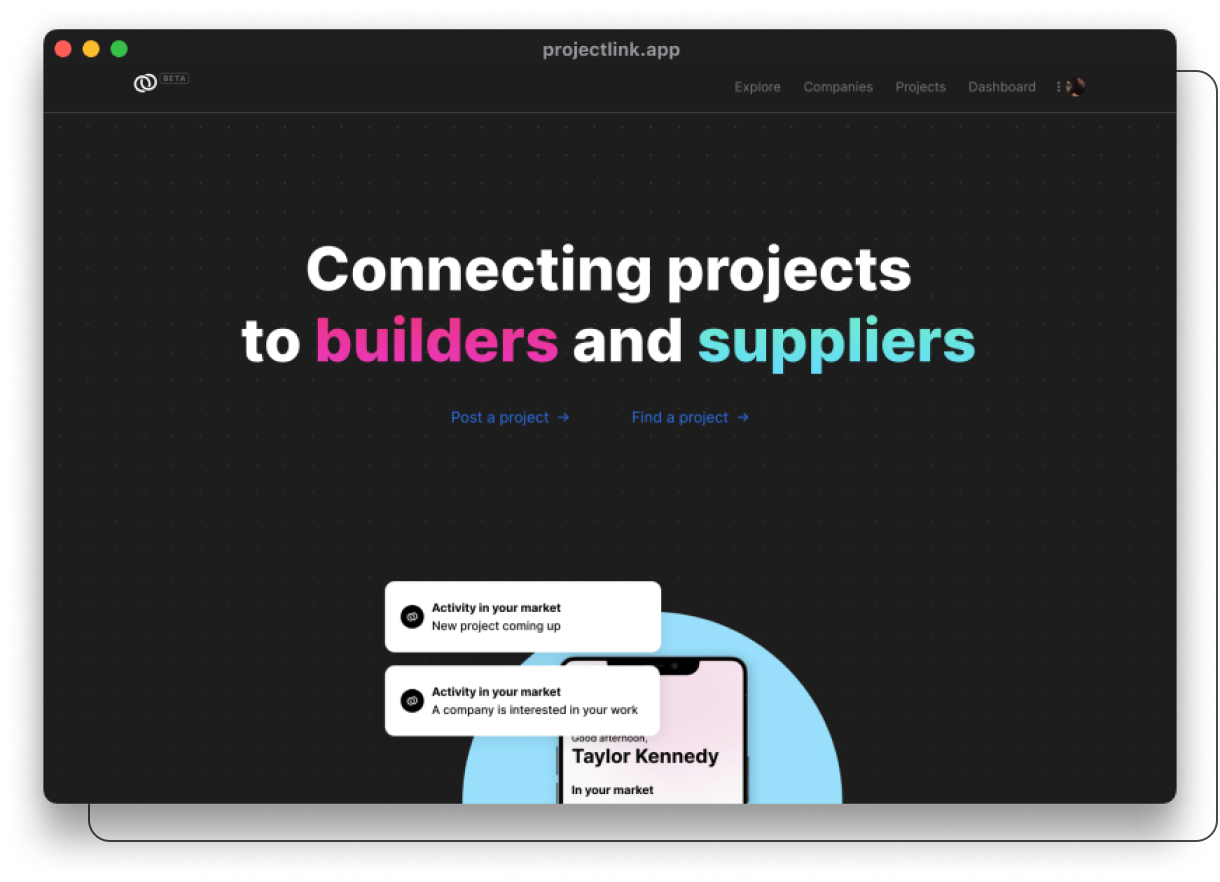 projectlink.app
BETA
Explore Companies Projects Dashboard
Connecting projects
to builders and suppliers
Post a project → Find a project →
Activity in your market
New project coming up
Activity in your market
A company is interested in your work
Good afternoon,
Taylor Kennedy
In your market